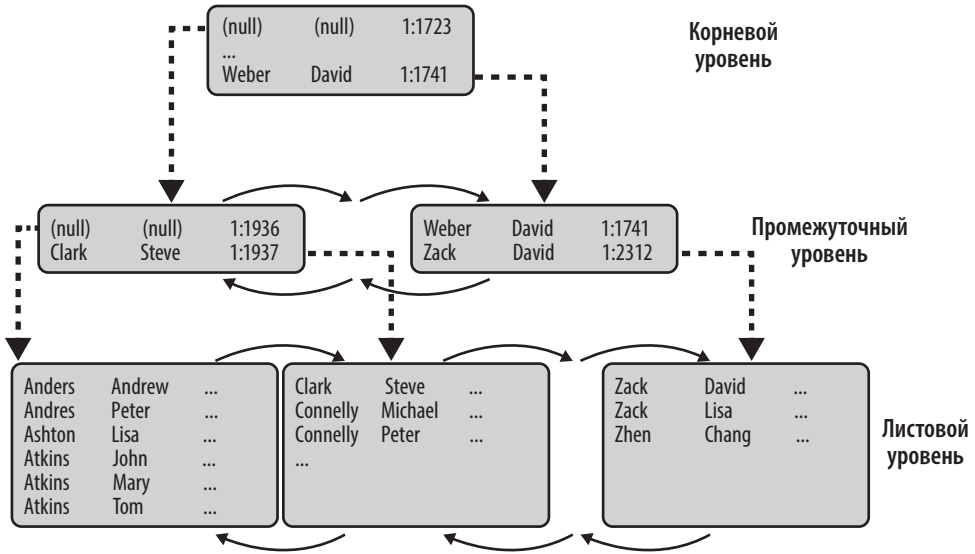 (null) (null) 1:1723
...
Weber David 1:1741
Корневой
уровень
(null) (null) 1:1936
Clark Steve 1:1937
Weber David 1:1741
Zack David 1:2312
Промежуточный
уровень
Anders Andrew ...
Andres Peter ...
Ashton Lisa ...
Atkins John ...
Atkins Mary ...
Atkins Tom ...
Clark Steve ...
Connelly Michael ...
Connelly Peter ...
...
Zack David ...
Zack Lisa ...
Zhen Chang ...
Листовой
уровень